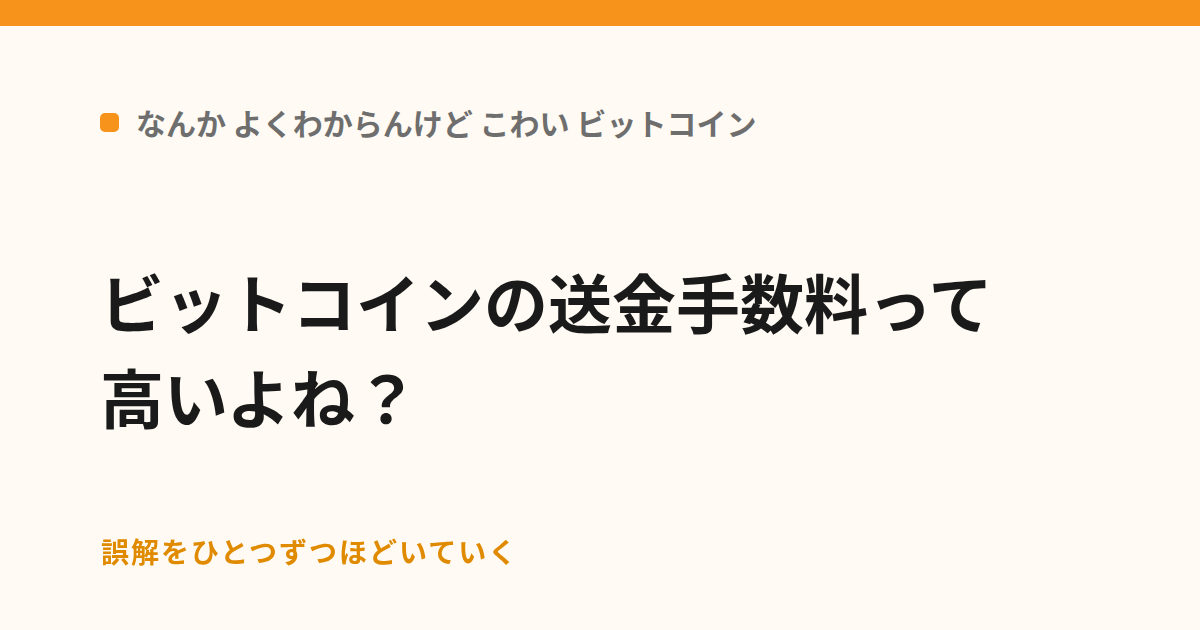 なんか よくわからんけど こわい ビットコイン
ビットコインの送金手数料って
高いよね？
誤解をひとつずつほどいていく